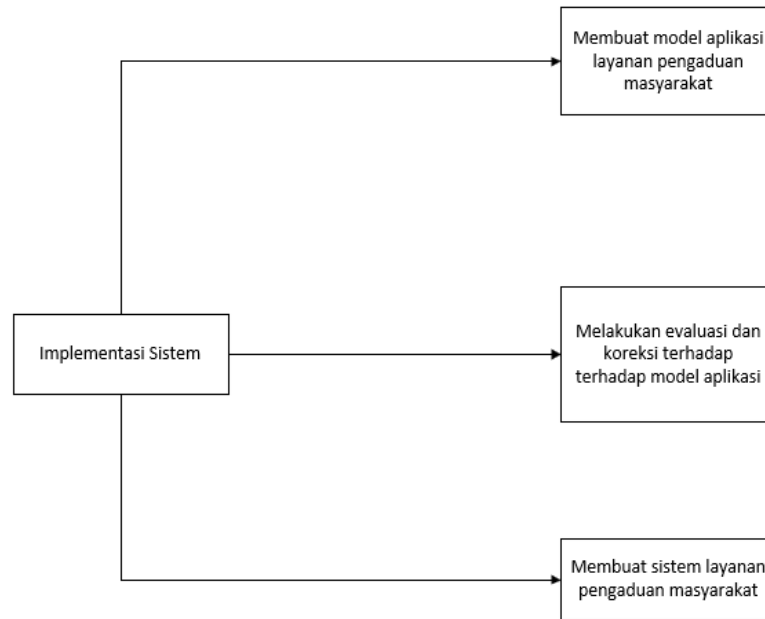 Membuat model aplikasi
layanan pengaduan
masyarakat
Implementasi Sistem
Melakukan evaluasi dan
koreksi terhadap
terhadap model aplikasi
Membuat sistem layanan
pengaduan masyarakat